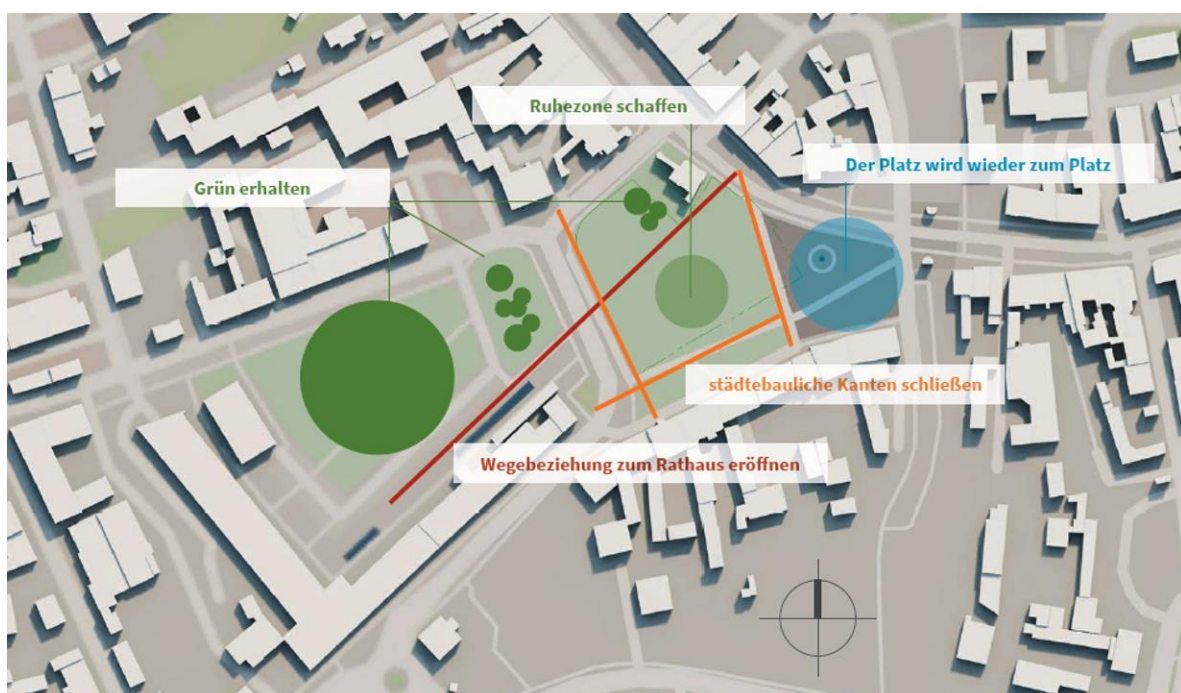 Ruhezone schaffen
Der Platz wird wieder zum Platz
Grün erhalten
städtebauliche Kanten schließen
Wegebeziehung zum Rathaus eröffnen